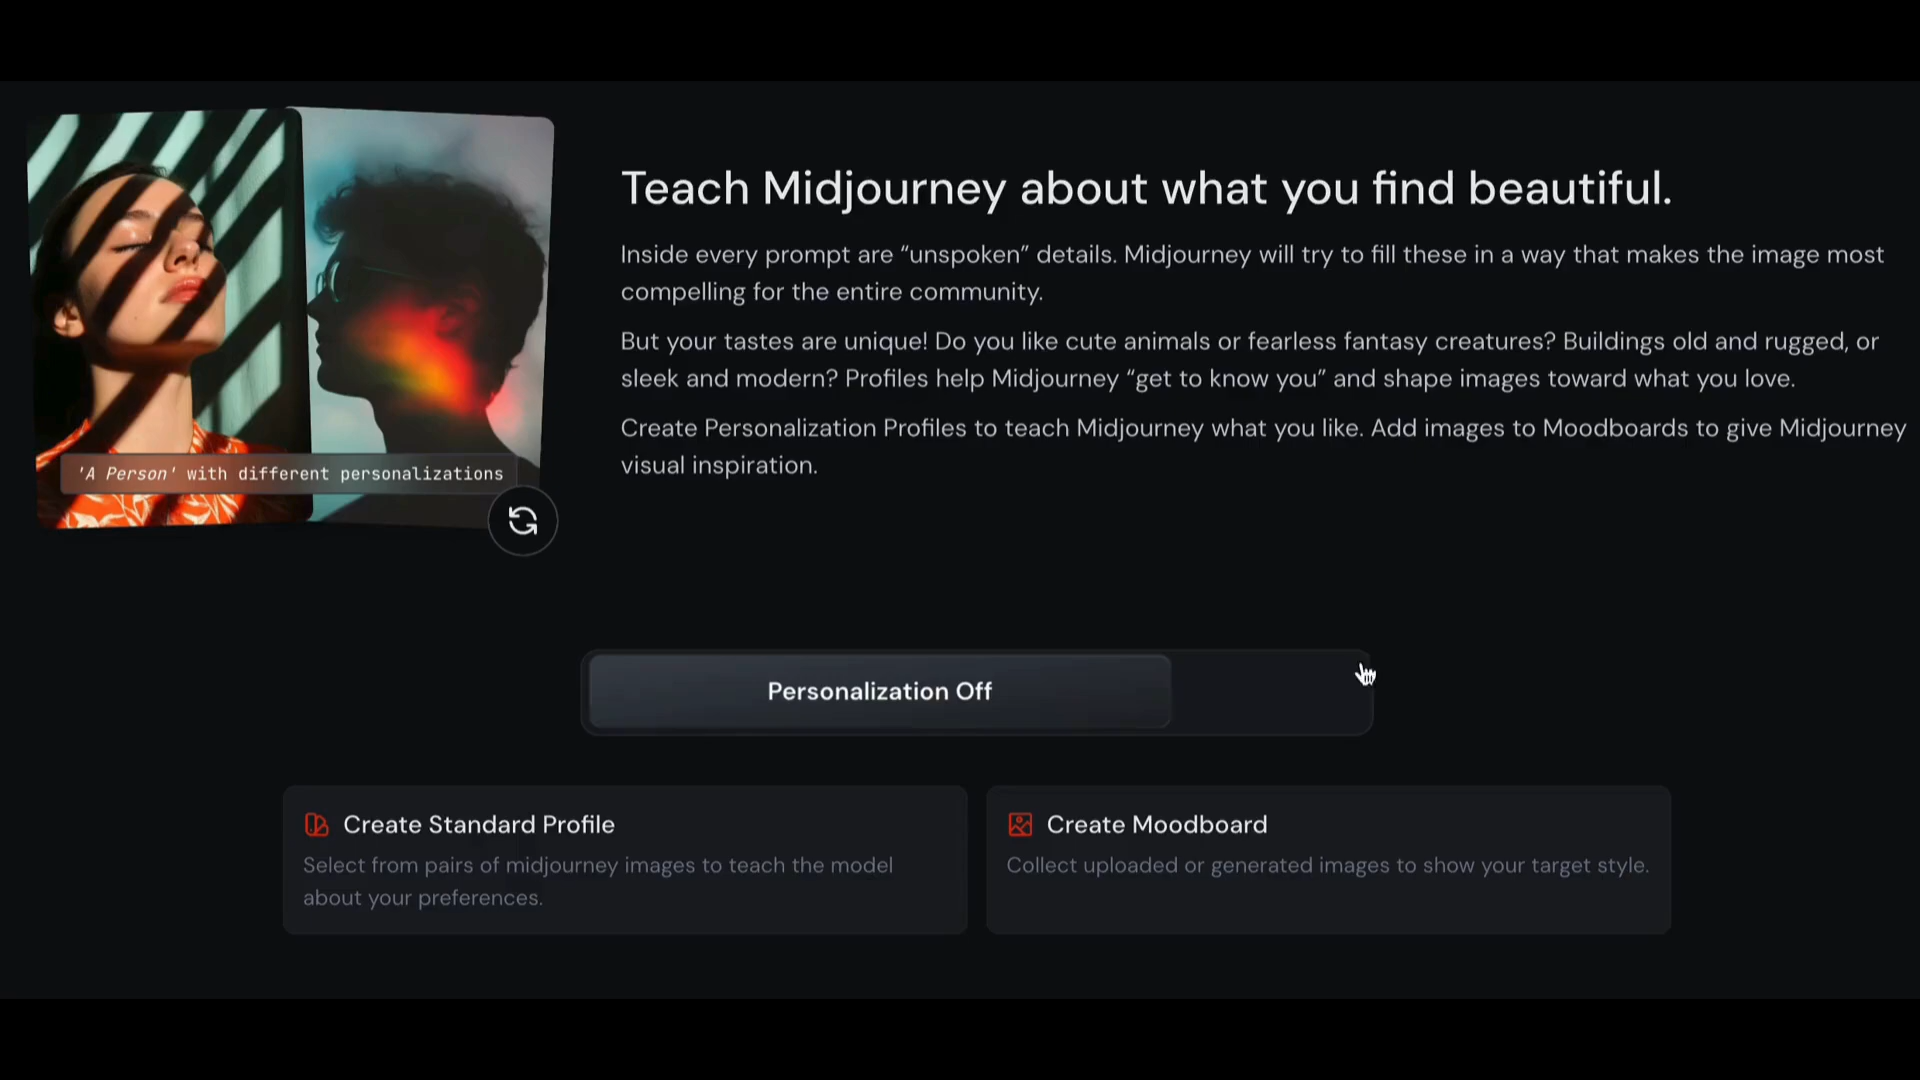 Teach Midjourney about what you find beautiful.
Inside every prompt are “unspoken” details. Midjourney will try to fill these in a way that makes the image most
compelling for the entire community.
But your tastes are unique! Do you like cute animals or fearless fantasy creatures? Buildings old and rugged, or
sleek and modern? Profiles help Midjourney “get to know you” and shape images toward what you love.
Create Personalization Profiles to teach Midjourney what you like. Add images to Moodboards to give Midjourney
visual inspiration.
'A Person' with different personalizations
Personalization Off
Create Standard Profile
Select from pairs of midjourney images to teach the model
about your preferences.
Create Moodboard
Collect uploaded or generated images to show your target style.